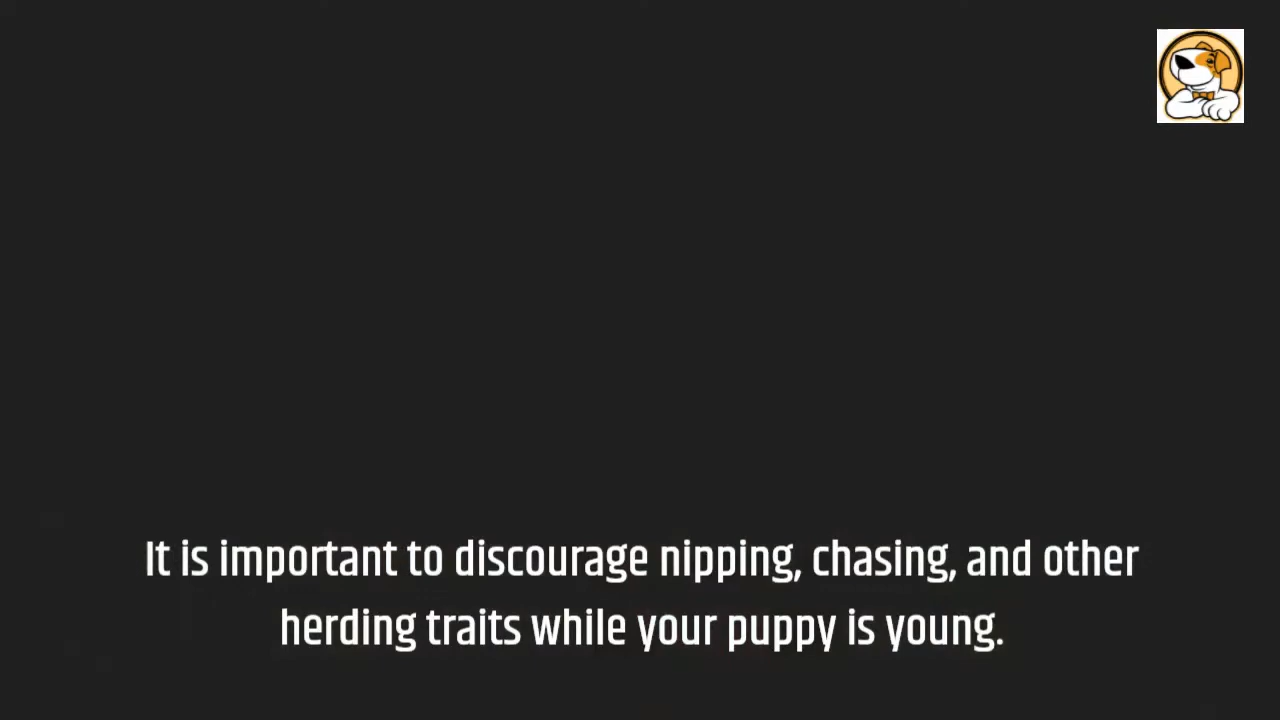 It is important to discourage nipping, chasing, and other
herding traits while your puppy is young.